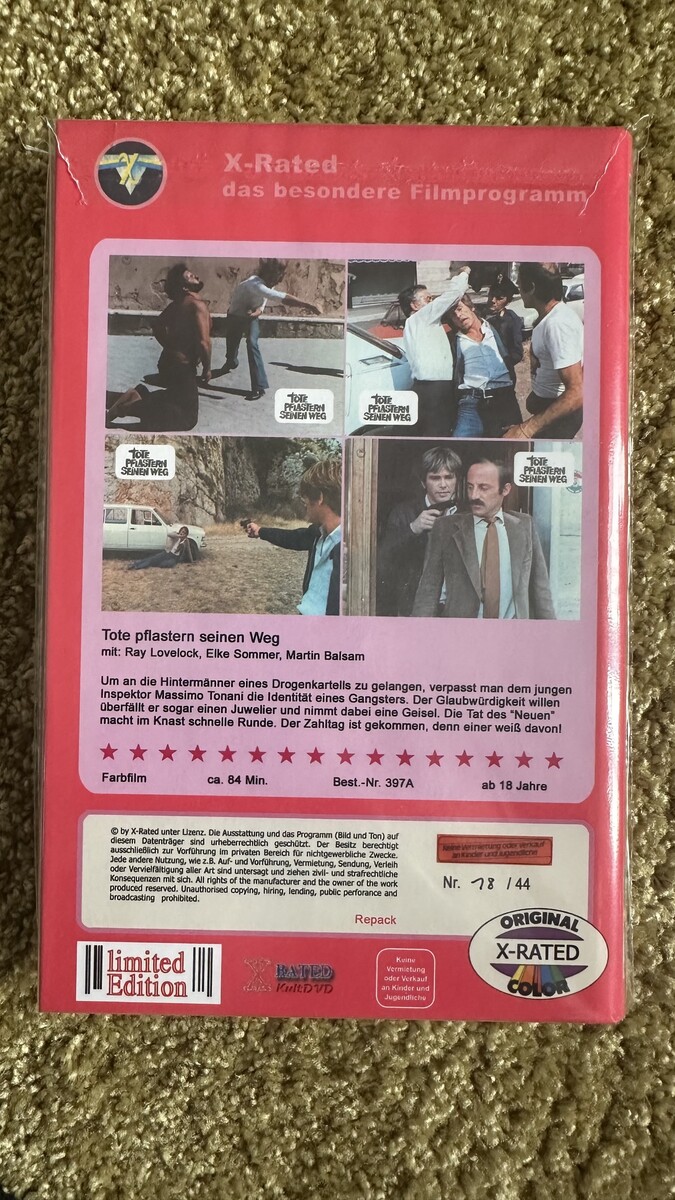 X-Rated
das besondere Filmprogramm
TOTE
PFLASTERN
SEINEN WEG
TOTE
PFLASTERN
SEINEN WEG
TOTE
PFLASTERN
SEINEN WEG
TOTE
PFLASTERN
SEINEN WEG
Tote pflastern seinen Weg
mit: Ray Lovelock, Elke Sommer, Martin Balsam
Um an die Hintermänner eines Drogenkartells zu gelangen, verpasst man dem jungen
Inspektor Massimo Tonani die Identität eines Gangsters. Der Glaubwürdigkeit willen
überfällt er sogar einen Juwelier und nimmt dabei eine Geisel. Die Tat des "Neuen"
macht im Knast schnelle Runde. Der Zahltag ist gekommen, denn einer weiß davon!
Farbfilm ca. 84 Min. Best.-Nr. 397A ab 18 Jahre
© by X-Rated unter Lizenz. Die Ausstattung und das Programm (Bild und Ton) auf
diesem Datenträger sind urheberrechtlich geschützt. Der Besitz berechtigt
ausschließlich zur Vorführung im privaten Bereich für nichtgewerbliche Zwecke.
Jede andere Nutzung, wie z.B. Auf- und Vorführung, Vermietung, Sendung, Verleih
oder Vervielfältigung aller Art sind untersagt und ziehen zivil- und strafrechtliche
Konsequenzen mit sich. All rights of the manufacturer and the owner of the work
produced reserved. Unauthorised copying, hiring, lending, public perforance and
broadcasting prohibited.
Keine Vermietung oder Verkauf
an Kinder und Jugendliche
Nr. 18 / 44
Repack
ORIGINAL
X-RATED
COLOR
limited
Edition
X RATED
KultDVD
Keine
Vermietung
oder Verkauf
an Kinder und
Jugendliche